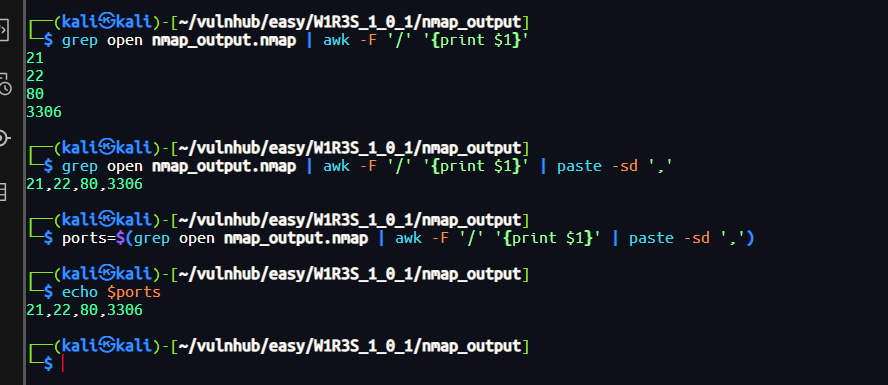 ┌──(kali㉿kali)-[~/vulnhub/easy/W1R3S_1_0_1/nmap_output]
└─$ grep open nmap_output.nmap | awk -F '/' '{print $1}'
21
22
80
3306
┌──(kali㉿kali)-[~/vulnhub/easy/W1R3S_1_0_1/nmap_output]
└─$ grep open nmap_output.nmap | awk -F '/' '{print $1}' | paste -sd ','
21,22,80,3306
┌──(kali㉿kali)-[~/vulnhub/easy/W1R3S_1_0_1/nmap_output]
└─$ ports=$(grep open nmap_output.nmap | awk -F '/' '{print $1}' | paste -sd ',')
┌──(kali㉿kali)-[~/vulnhub/easy/W1R3S_1_0_1/nmap_output]
└─$ echo $ports
21,22,80,3306
┌──(kali㉿kali)-[~/vulnhub/easy/W1R3S_1_0_1/nmap_output]
└─$